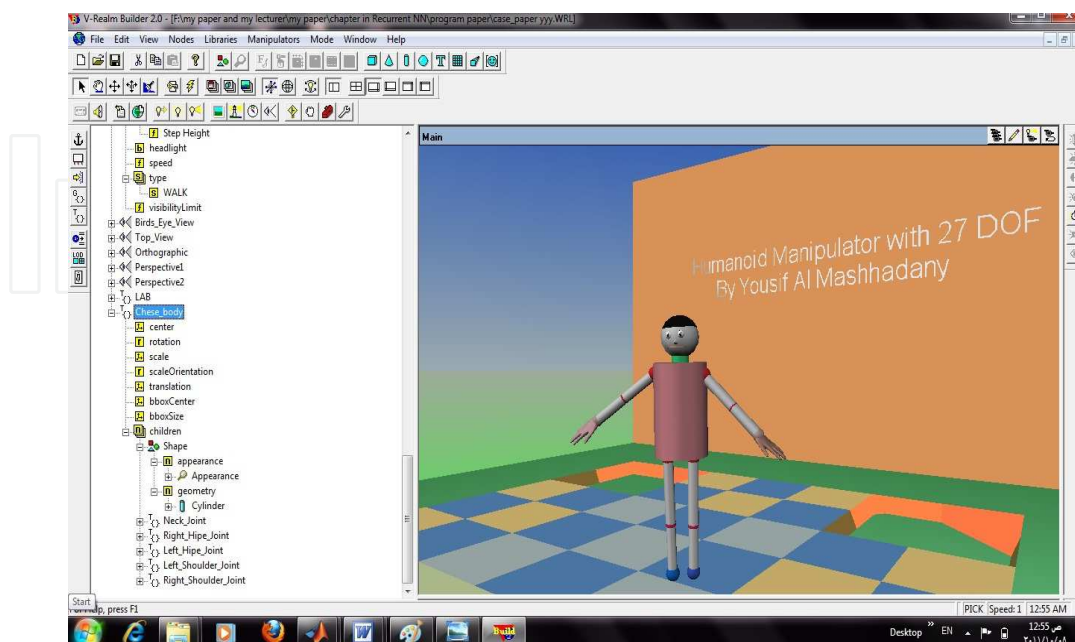 V-Realm Builder 2.0 - [F:\my paper and my lecturer\my paper\chapter in Recurrent NN\program paper\case_paper yyy.WRL]
File Edit View Nodes Libraries Manipulators Mode Window Help
Step Height
headlight
speed
type
WALK
visibilityLimit
Birds_Eye_View
Top_View
Orthographic
Perspective1
Perspective2
LAB
Chese_body
center
rotation
scale
scaleOrientation
translation
bboxCenter
bboxSize
children
Shape
appearance
Appearance
geometry
Cylinder
Neck_Joint
Right_Hipe_Joint
Left_Hipe_Joint
Left_Shoulder_Joint
Right_Shoulder_Joint
Main
Humanoid Manipulator with 27 DOF
By Yousif Al Mashhadany
Start
Help, press F1
PICK Speed: 1 12:55 AM
Desktop EN 12:55 ص